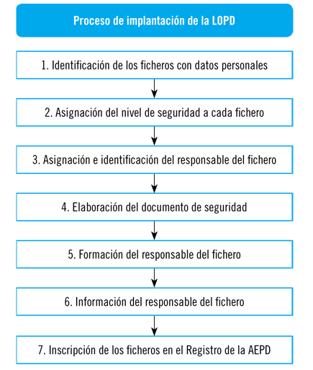 Proceso de implantación de la LOPD
1. Identificación de los ficheros con datos personales
2. Asignación del nivel de seguridad a cada fichero
3. Asignación e identificación del responsable del fichero
4. Elaboración del documento de seguridad
5. Formación del responsable del fichero
6. Información del responsable del fichero
7. Inscripción de los ficheros en el Registro de la AEPD